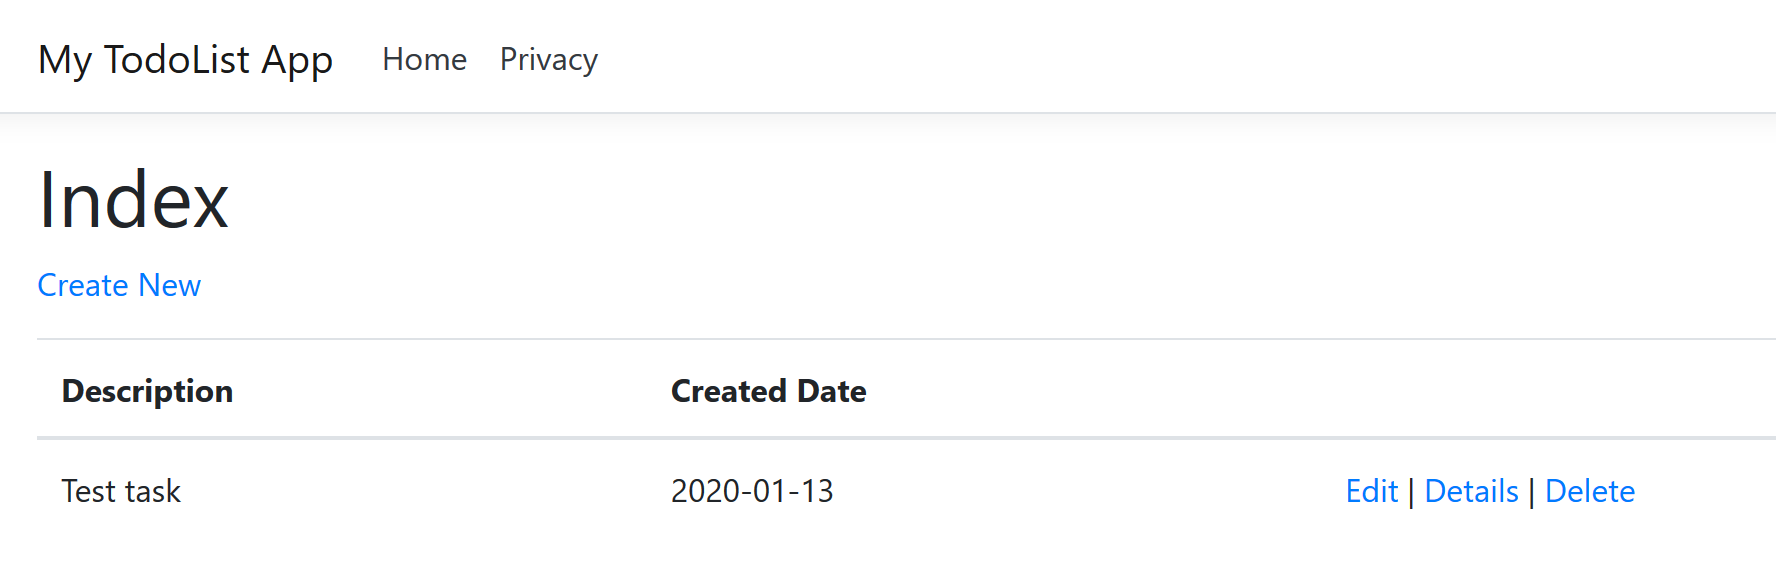 My TodoList App Home Privacy
Index
Create New
Description Created Date
Test task 2020-01-13 Edit | Details | Delete